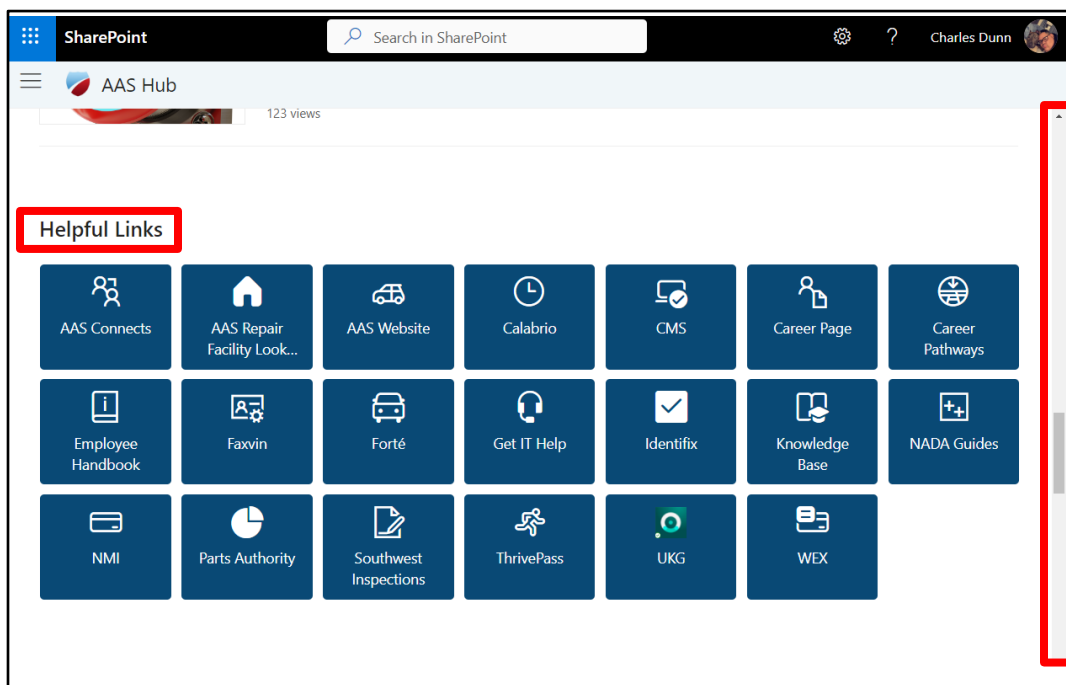 SharePoint
Search in SharePoint
?
Charles Dunn
AAS Hub
123 views
Helpful Links
AAS Connects
AAS Repair
Facility Look...
AAS Website
Calabrio
CMS
Career Page
Career
Pathways
Employee
Handbook
Faxvin
Forté
Get IT Help
Identifix
Knowledge
Base
NADA Guides
NMI
Parts Authority
Southwest
Inspections
ThrivePass
UKG
WEX